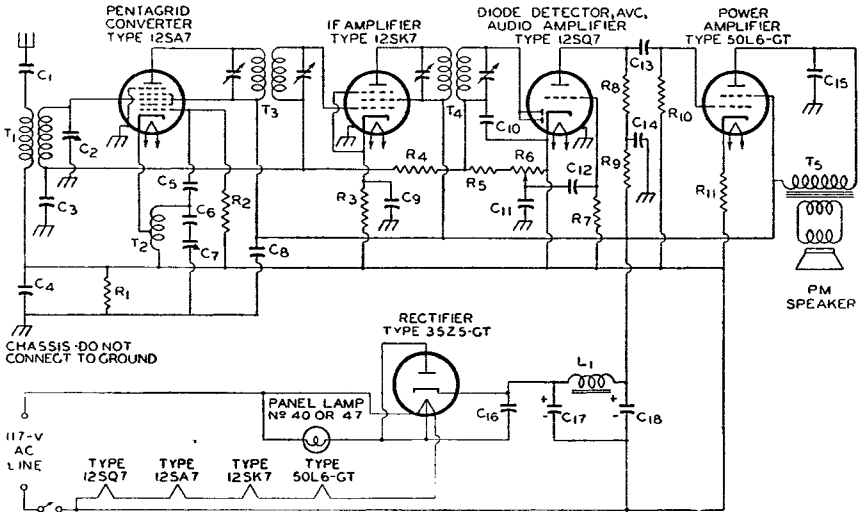 PENTAGRID
CONVERTER
TYPE 12SA7
IF AMPLIFIER
TYPE 12SK7
DIODE DETECTOR, AVC,
AUDIO AMPLIFIER
TYPE 12SQ7
POWER
AMPLIFIER
TYPE 50L6-GT
C1
T1
C2
C3
C4
R1
C5
C6
C7
T2
R2
T3
C8
R3
C9
R4
T4
C10
R5
R6
C11
C12
R7
R8
C13
C14
R9
R10
R11
C15
T5
PM
SPEAKER
CHASSIS-DO NOT
CONNECT TO GROUND
RECTIFIER
TYPE 35Z5-GT
PANEL LAMP
Nº 40 OR 47
L1
C16
+
-
C17
+
-
C18
117-V
AC
LINE
TYPE
12SQ7
TYPE
12SA7
TYPE
12SK7
TYPE
50L6-GT